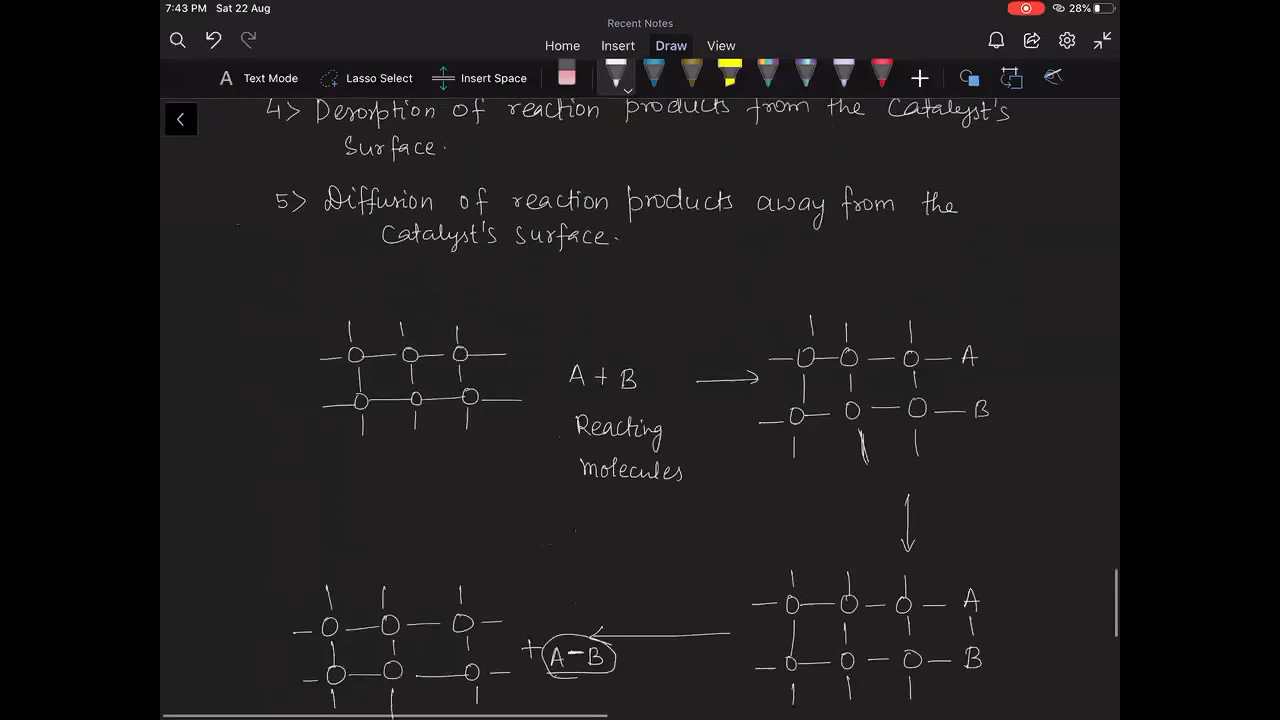 7:43 PM Sat 22 Aug
28%
Recent Notes
Home Insert Draw View
A Text Mode Lasso Select Insert Space
4> Desorption of reaction products from the Catalyst's
Surface.
5> Diffusion of reaction products away from the
Catalyst's surface.
A + B
Reacting
molecules
A
B
A
B
+ A-B